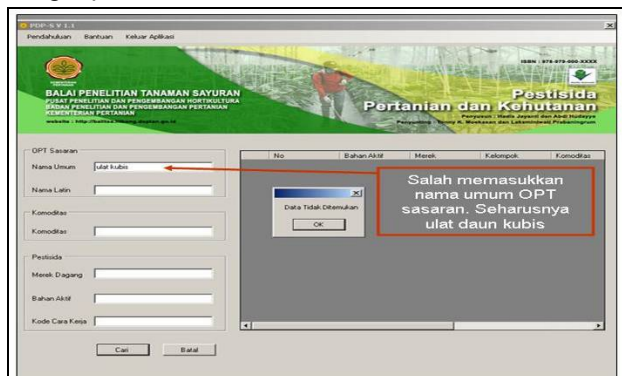 PDP-S V 1.1
Pendahuluan Bantuan Keluar Aplikasi
BALAI PENELITIAN TANAMAN SAYURAN
PUSAT PENELITIAN DAN PENGEMBANGAN HORTIKULTURA
BADAN PENELITIAN DAN PENGEMBANGAN PERTANIAN
KEMENTERIAN PERTANIAN
ISBN : 978-979-
Pestisida
Pertanian dan Kehutanan
OPT Sasaran
Nama Umum ulat kubis
Nama Latin
Komoditas
Komoditas
Pestisida
Merek Dagang
Bahan Aktif
Kode Cara Kerja
Cari Batal
No Bahan Aktif Merek Kelompok Komoditas
Data Tidak Ditemukan
OK
Salah memasukkan
nama umum OPT
sasaran. Seharusnya
ulat daun kubis